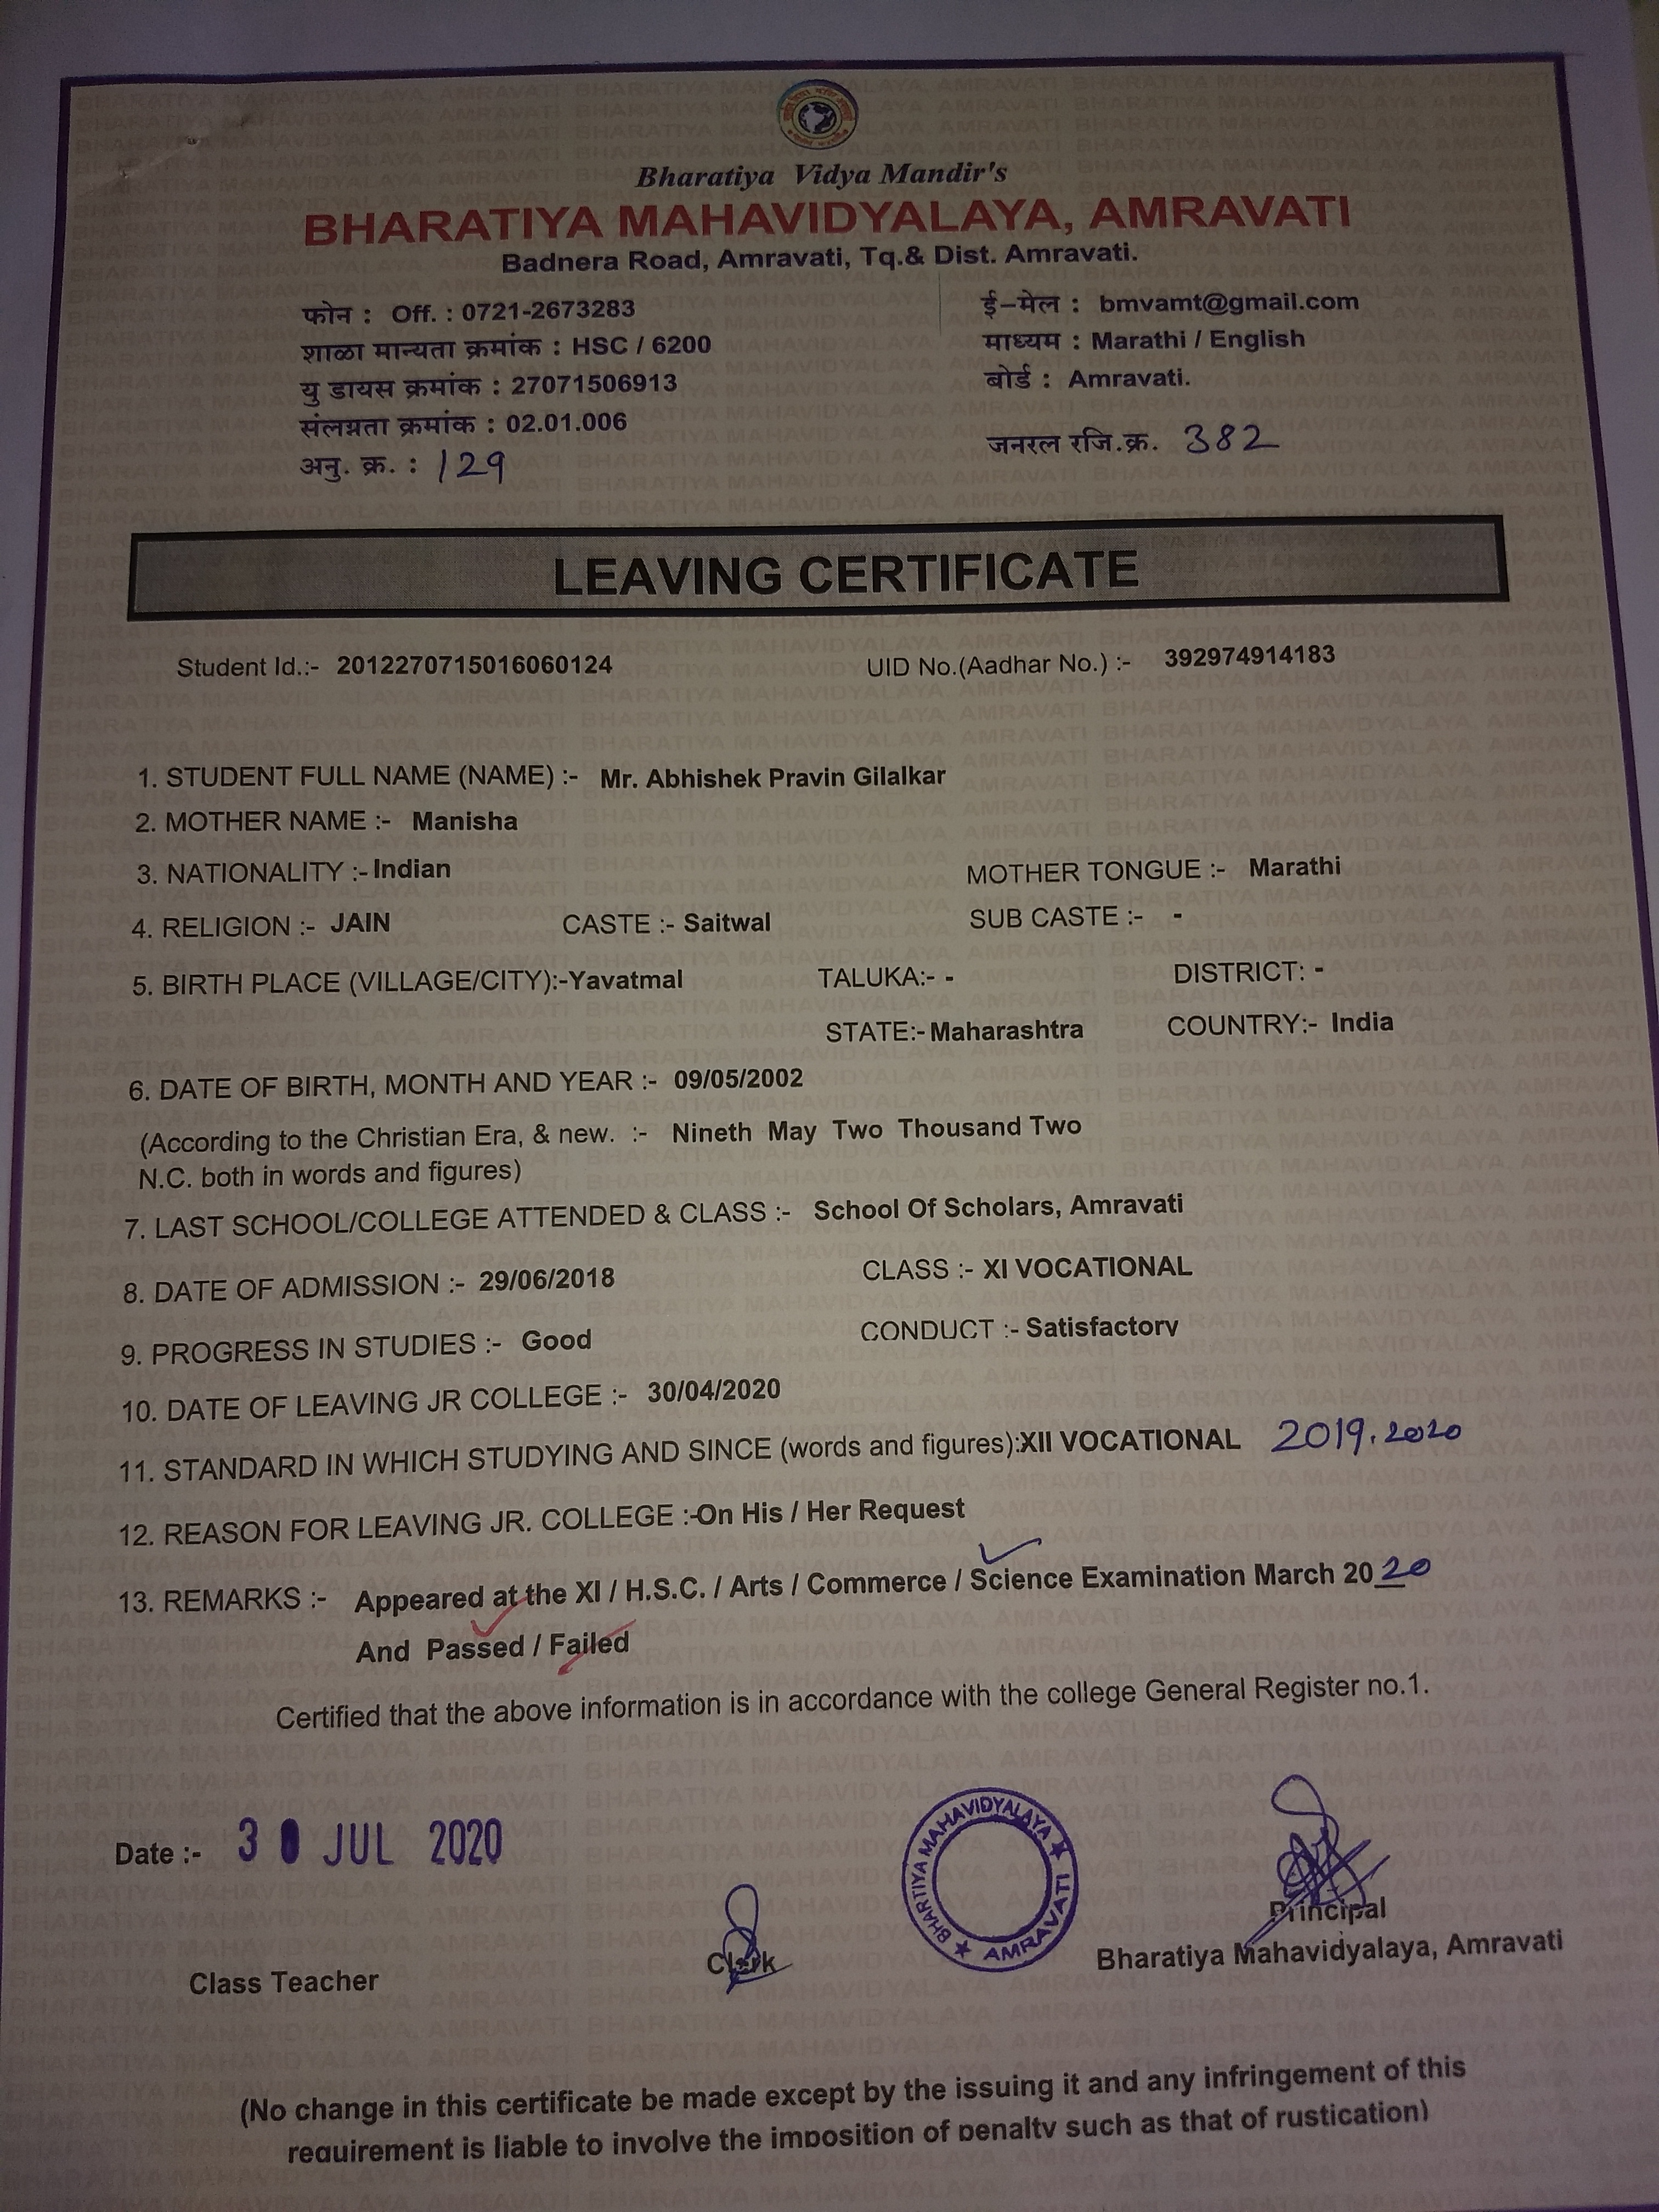 Bharatiya Vidya Mandir's
BHARATIYA MAHAVIDYALAYA, AMRAVATI
Badnera Road, Amravati, Tq.& Dist. Amravati.
फोन : Off. : 0721-2673283 ई-मेल : bmvamt@gmail.com
शाळा मान्यता क्रमांक : HSC / 6200 माध्यम : Marathi / English
यु डायस क्रमांक : 27071506913 बोर्ड : Amravati.
संलग्नता क्रमांक : 02.01.006
अनु. क्र. : 129 जनरल रजि.क्र. 382
LEAVING CERTIFICATE
Student Id.:- 2012270715016060124 UID No.(Aadhar No.) :- 392974914183
1. STUDENT FULL NAME (NAME) :- Mr. Abhishek Pravin Gilalkar
2. MOTHER NAME :- Manisha
3. NATIONALITY :- Indian MOTHER TONGUE :- Marathi
4. RELIGION :- JAIN CASTE :- Saitwal SUB CASTE :- -
5. BIRTH PLACE (VILLAGE/CITY):-Yavatmal TALUKA:- - DISTRICT: -
STATE:- Maharashtra COUNTRY:- India
6. DATE OF BIRTH, MONTH AND YEAR :- 09/05/2002
(According to the Christian Era, & new. :- Nineth May Two Thousand Two
N.C. both in words and figures)
7. LAST SCHOOL/COLLEGE ATTENDED & CLASS :- School Of Scholars, Amravati
8. DATE OF ADMISSION :- 29/06/2018 CLASS :- XI VOCATIONAL
9. PROGRESS IN STUDIES :- Good CONDUCT :- Satisfactory
10. DATE OF LEAVING JR COLLEGE :- 30/04/2020
11. STANDARD IN WHICH STUDYING AND SINCE (words and figures):XII VOCATIONAL 2019.2020
12. REASON FOR LEAVING JR. COLLEGE :-On His / Her Request
13. REMARKS :- Appeared at the XI / H.S.C. / Arts / Commerce / Science Examination March 2020
And Passed / Failed
Certified that the above information is in accordance with the college General Register no.1.
Date :- 30 JUL 2020
BHARTIYA MAHAVIDYALAYA ★ AMRAVATI ★
Principal
Class Teacher Clerk Bharatiya Mahavidyalaya, Amravati
(No change in this certificate be made except by the issuing it and any infringement of this
requirement is liable to involve the imposition of penalty such as that of rustication)